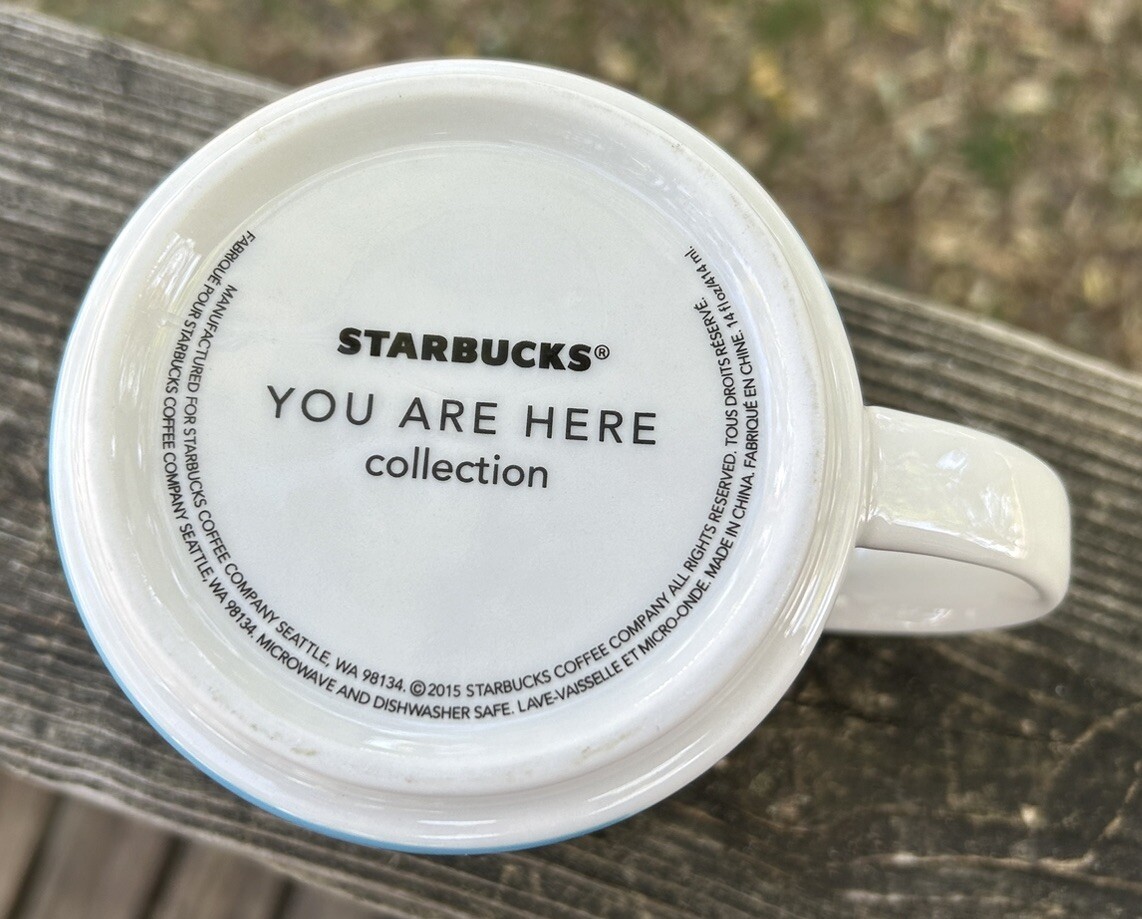 STARBUCKS®
YOU ARE HERE
collection
MANUFACTURED FOR STARBUCKS COFFEE COMPANY SEATTLE, WA 98134. ©2015 STARBUCKS COFFEE COMPANY ALL RIGHTS RESERVED. TOUS DROITS RÉSERVÉ.
FABRIQUÉ POUR STARBUCKS COFFEE COMPANY SEATTLE, WA 98134. MICROWAVE AND DISHWASHER SAFE. LAVE-VAISSELLE ET MICRO-ONDE. MADE IN CHINA. FABRIQUÉ EN CHINE. 14 fl oz/414 ml.